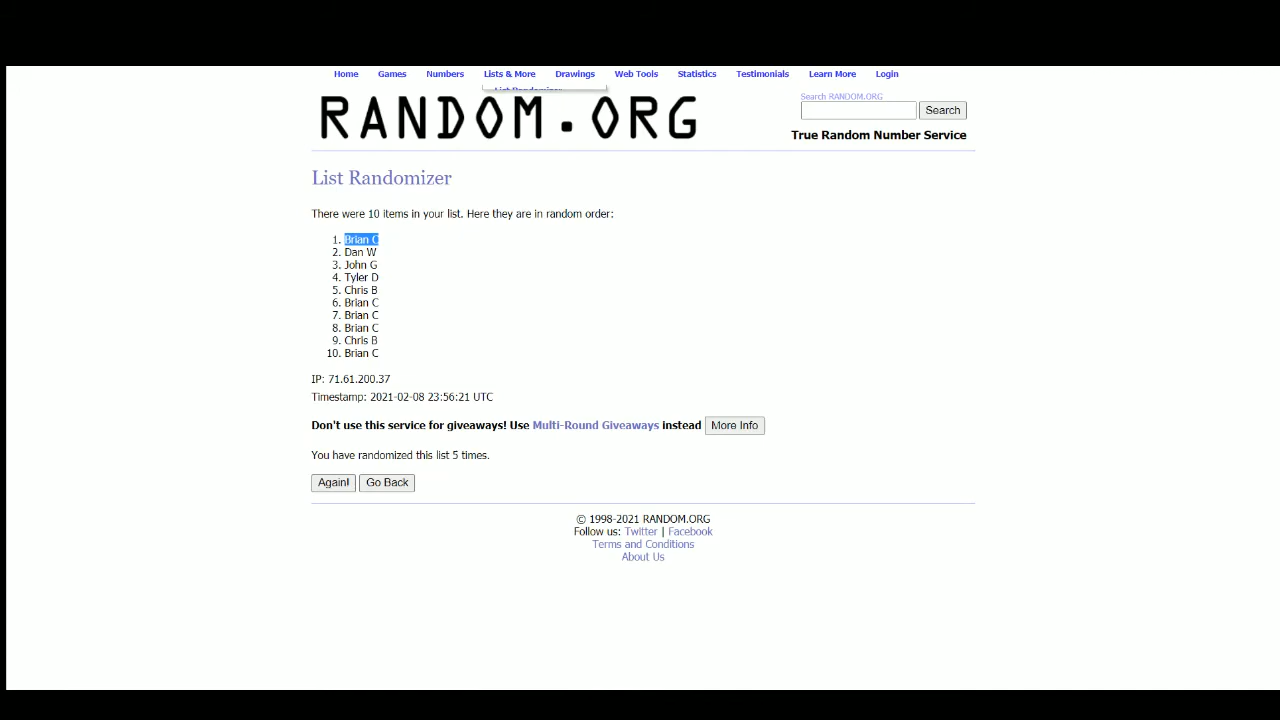 Home Games Numbers Lists & More Drawings Web Tools Statistics Testimonials Learn More Login
List Randomizer
RANDOM.ORG
Search RANDOM.ORG
Search
True Random Number Service
List Randomizer
There were 10 items in your list. Here they are in random order:
1. Brian C
2. Dan W
3. John G
4. Tyler D
5. Chris B
6. Brian C
7. Brian C
8. Brian C
9. Chris B
10. Brian C
IP: 71.61.200.37
Timestamp: 2021-02-08 23:56:21 UTC
Don't use this service for giveaways! Use Multi-Round Giveaways instead More Info
You have randomized this list 5 times.
Again! Go Back
© 1998-2021 RANDOM.ORG
Follow us: Twitter | Facebook
Terms and Conditions
About Us